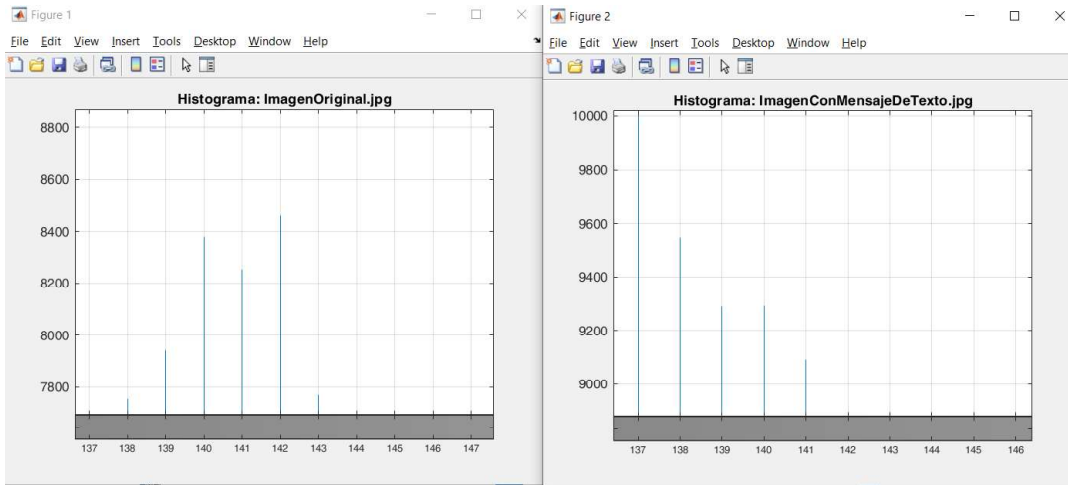 Figure 1
File Edit View Insert Tools Desktop Window Help
Histograma: ImagenOriginal.jpg
8800
8600
8400
8200
8000
7800
137 138 139 140 141 142 143 144 145 146 147
Figure 2
File Edit View Insert Tools Desktop Window Help
Histograma: ImagenConMensajeDeTexto.jpg
10000
9800
9600
9400
9200
9000
137 138 139 140 141 142 143 144 145 146